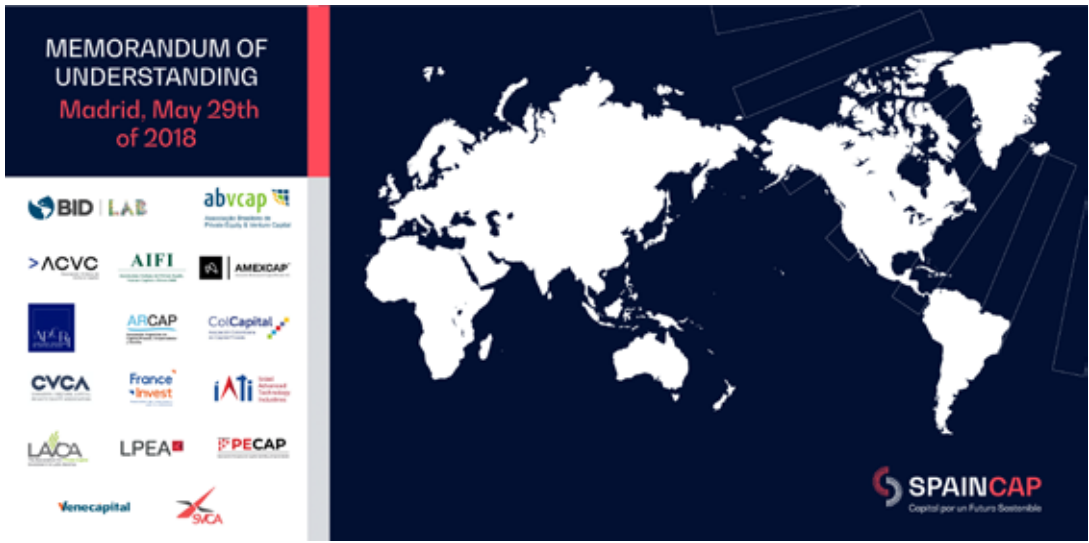 MEMORANDUM OF
UNDERSTANDING
Madrid, May 29th
of 2018
BID | LAB
abvcap
Associação Brasileira de
Private Equity & Venture Capital
>ACVC
AIFI
AMEXCAP
ARCAP
ColCapital
CVCA
France
Invest
iATi
Israel
Advanced
Technology
Industries
LAVCA
LPEA
PECAP
Venecapital
SVCA
SPAINCAP
Capital por un Futuro Sostenible